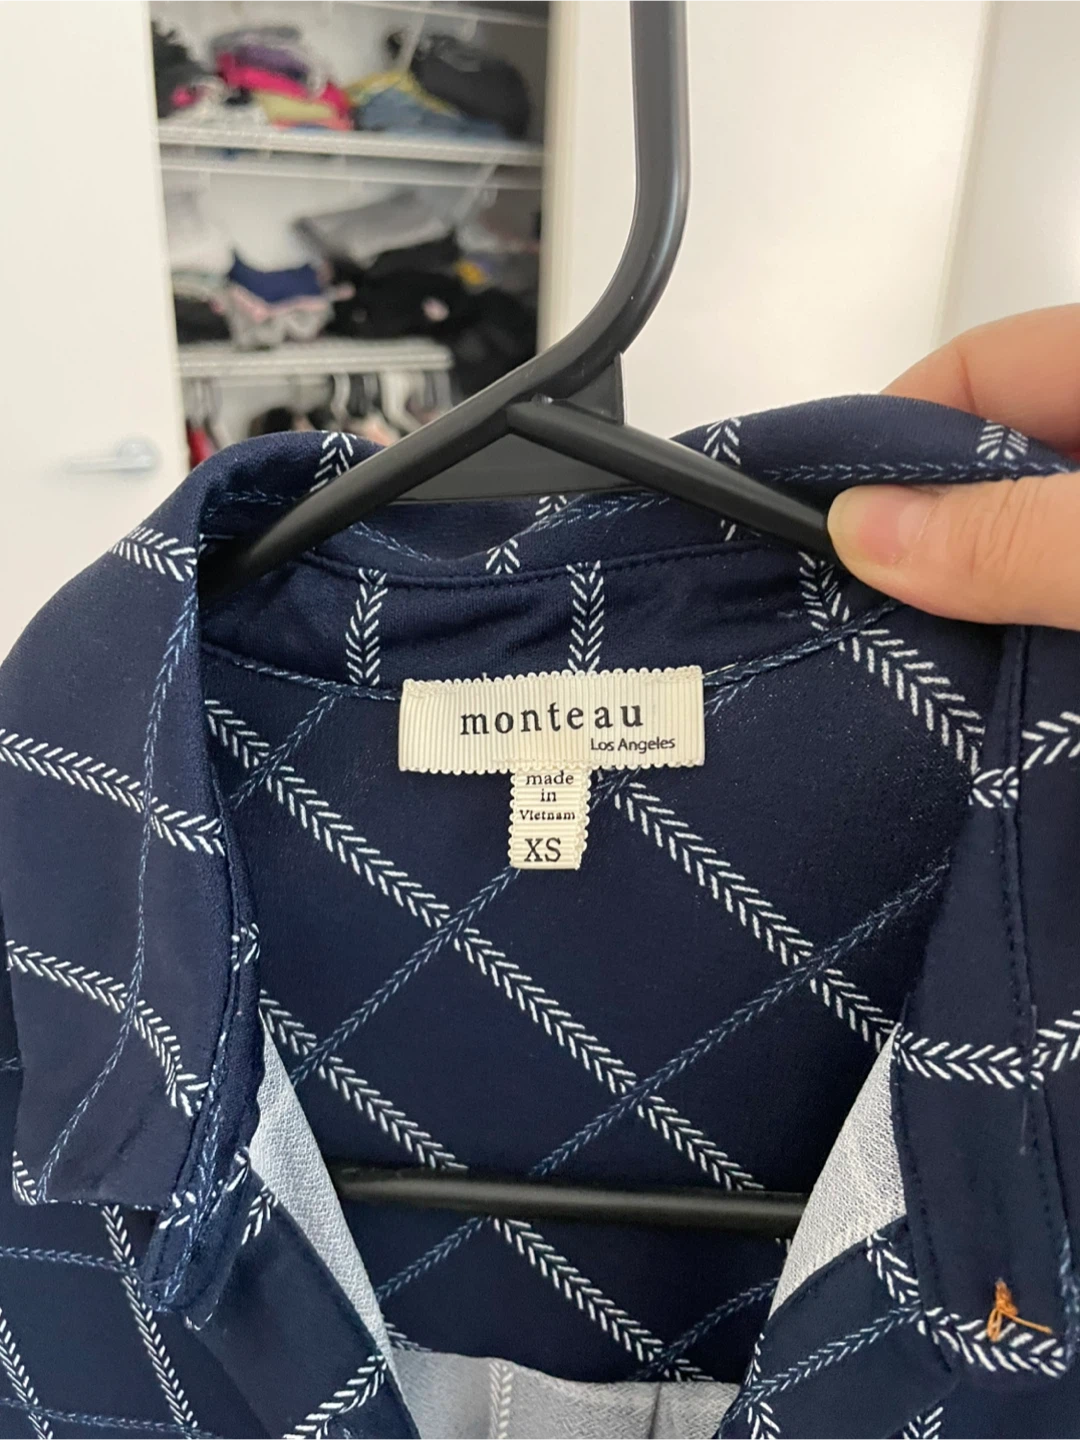 monteau
Los Angeles
made
in
Vietnam
XS